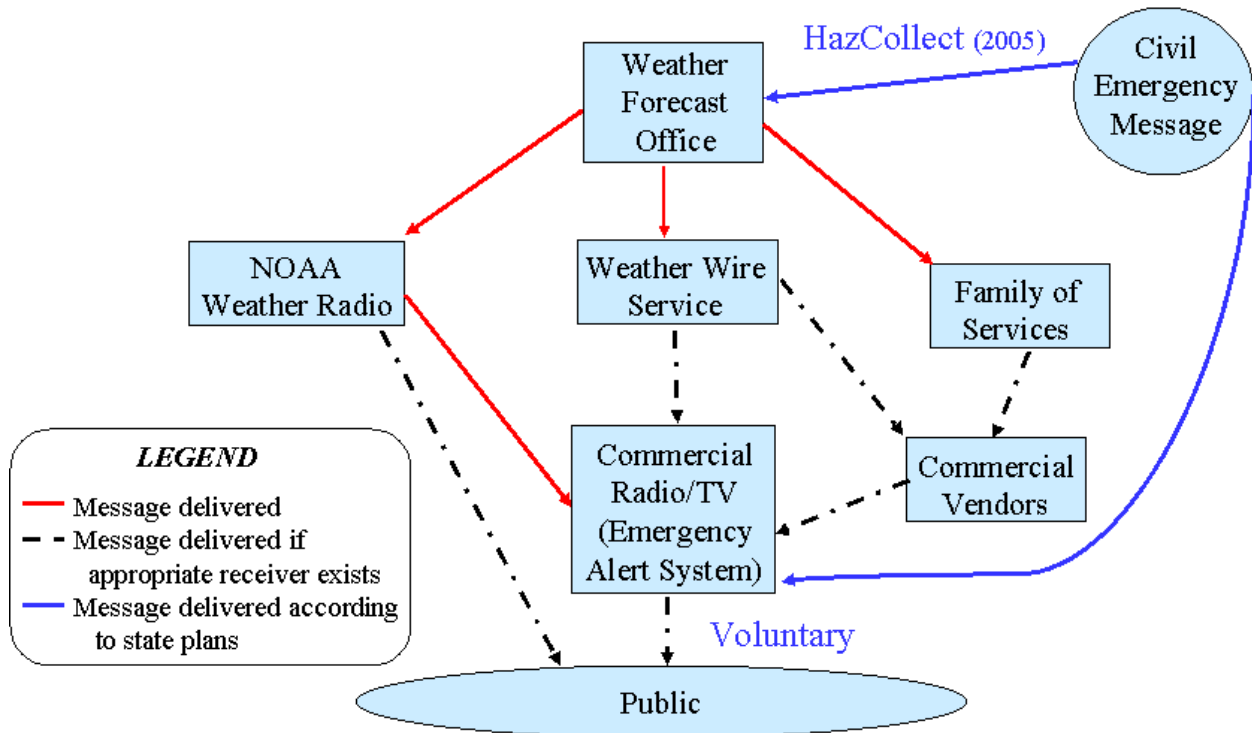 HazCollect (2005)
Weather
Forecast
Office
Civil
Emergency
Message
NOAA
Weather Radio
Weather Wire
Service
Family of
Services
Commercial
Radio/TV
(Emergency
Alert System)
Commercial
Vendors
LEGEND
Message delivered
Message delivered if
appropriate receiver exists
Message delivered according
to state plans
Voluntary
Public